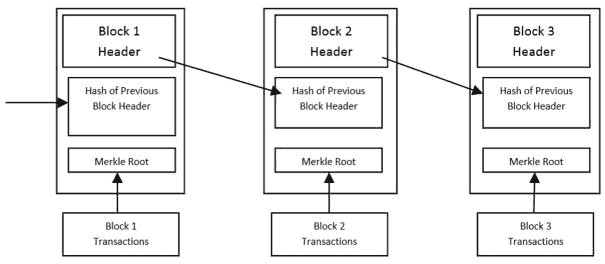 Block 1
Header
Hash of Previous
Block Header
Merkle Root
Block 1
Transactions
Block 2
Header
Hash of Previous
Block Header
Merkle Root
Block 2
Transactions
Block 3
Header
Hash of Previous
Block Header
Merkle Root
Block 3
Transactions